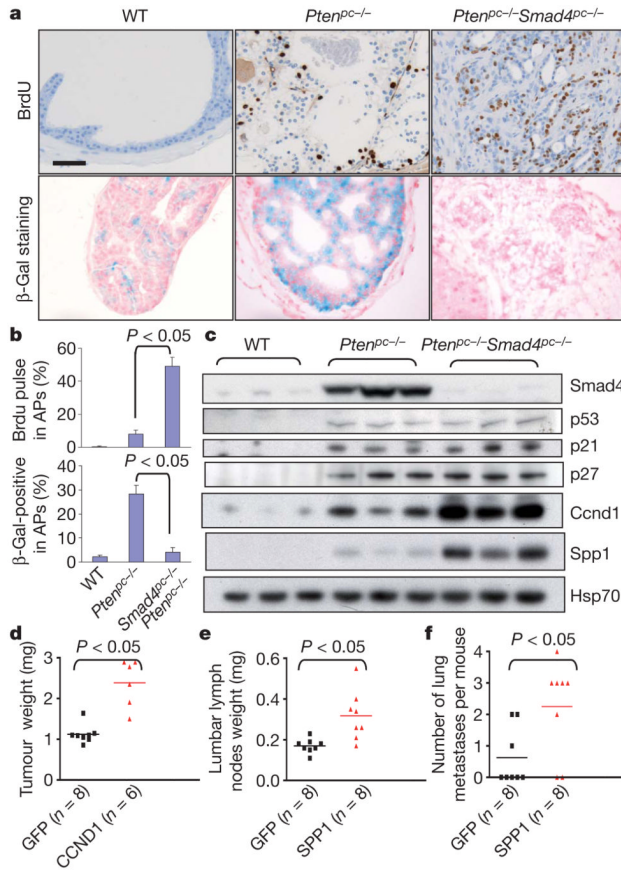 a
WT
Pten^pc–/–
Pten^pc–/–Smad4^pc–/–
BrdU
β-Gal staining
b
P < 0.05
Brdu pulse
in APs (%)
60
40
20
0
P < 0.05
β-Gal-positive
in APs (%)
40
30
20
10
0
WT
Pten^pc–/–
Smad4^pc–/–
Pten^pc–/–
c
WT
Pten^pc–/–
Pten^pc–/–Smad4^pc–/–
Smad4
p53
p21
p27
Ccnd1
Spp1
Hsp70
d
P < 0.05
Tumour weight (mg)
3
2
1
0
GFP (n = 8)
CCND1 (n = 6)
e
P < 0.05
Lumbar lymph
nodes weight (mg)
0.6
0.4
0.2
0
GFP (n = 8)
SPP1 (n = 8)
f
P < 0.05
Number of lung
metastases per mouse
4
3
2
1
0
GFP (n = 8)
SPP1 (n = 8)